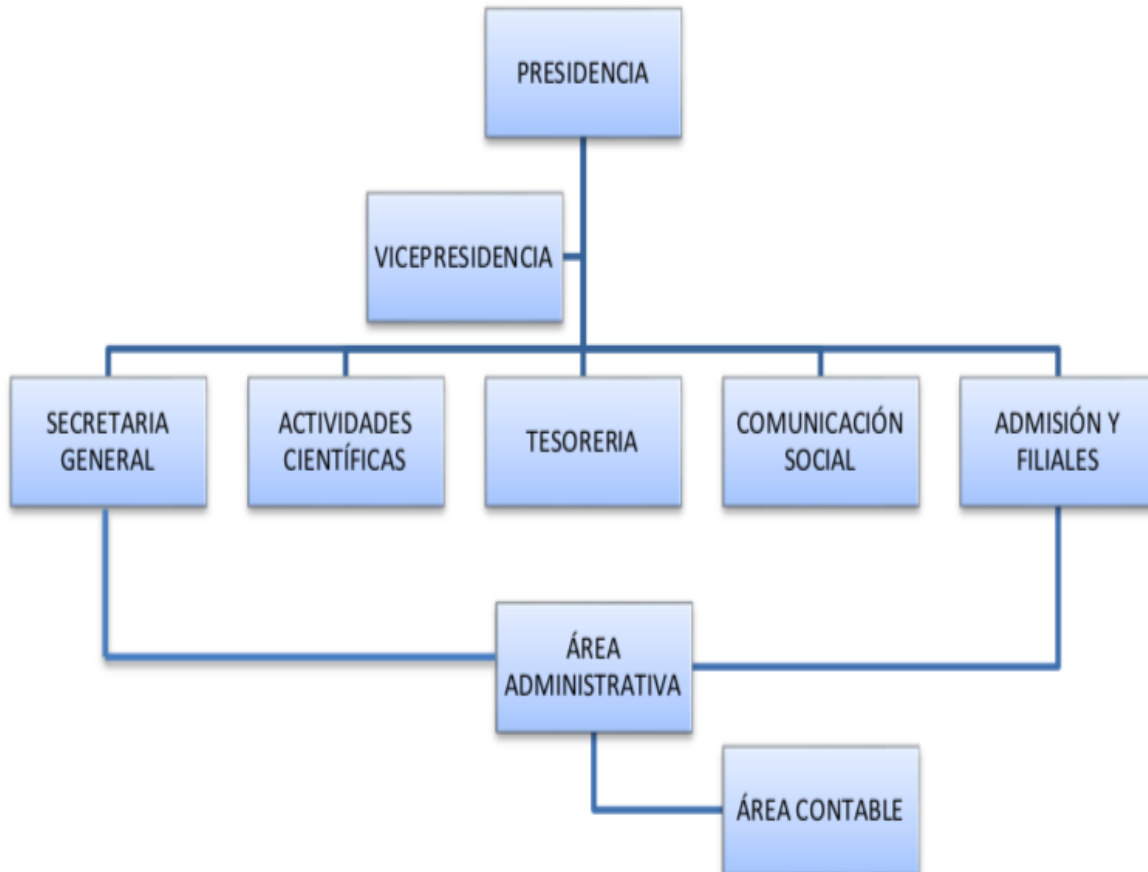 PRESIDENCIA
VICEPRESIDENCIA
SECRETARIA
GENERAL
ACTIVIDADES
CIENTÍFICAS
TESORERIA
COMUNICACIÓN
SOCIAL
ADMISIÓN Y
FILIALES
ÁREA
ADMINISTRATIVA
ÁREA CONTABLE